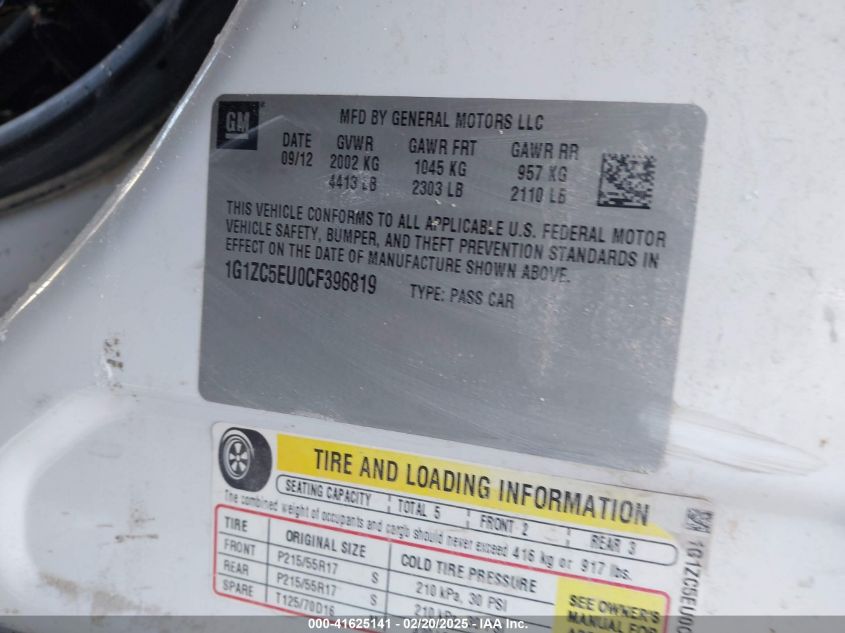 GM
MFD BY GENERAL MOTORS LLC
DATE GVWR GAWR FRT GAWR RR
09/12 2002 KG 1045 KG 957 KG
4413 LB 2303 LB 2110 LB
THIS VEHICLE CONFORMS TO ALL APPLICABLE U.S. FEDERAL MOTOR
VEHICLE SAFETY, BUMPER, AND THEFT PREVENTION STANDARDS IN
EFFECT ON THE DATE OF MANUFACTURE SHOWN ABOVE.
1G1ZC5EU0CF396819 TYPE: PASS CAR
TIRE AND LOADING INFORMATION
SEATING CAPACITY TOTAL 5 FRONT 2 REAR 3
The combined weight of occupants and cargo should never exceed 416 kg or 917 lbs.
TIRE ORIGINAL SIZE COLD TIRE PRESSURE
FRONT P215/55R17 S 210 kPa, 30 PSI
REAR P215/55R17 S 210
SPARE T125/70D16
SEE OWNER'S
MANUAL FOR
1G1ZC5EU0C
000-41625141 - 02/20/2025 - IAA Inc.